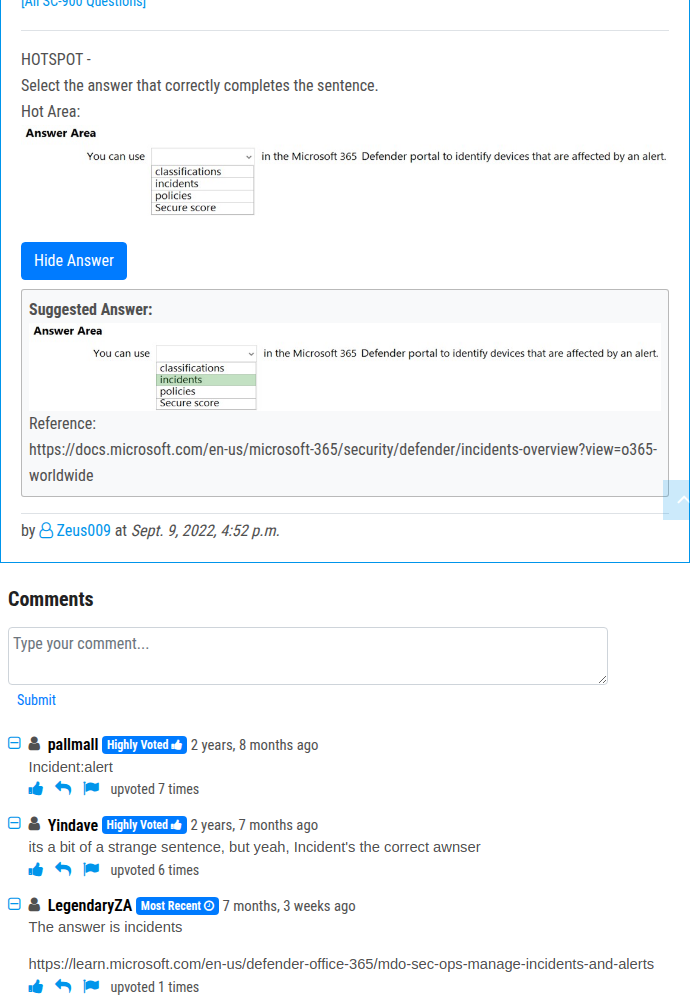 [All SC-900 Questions]
HOTSPOT -
Select the answer that correctly completes the sentence.
Hot Area:
Answer Area
You can use in the Microsoft 365 Defender portal to identify devices that are affected by an alert.
classifications
incidents
policies
Secure score
Hide Answer
Suggested Answer:
Answer Area
You can use in the Microsoft 365 Defender portal to identify devices that are affected by an alert.
classifications
incidents
policies
Secure score
Reference:
https://docs.microsoft.com/en-us/microsoft-365/security/defender/incidents-overview?view=o365-
worldwide
by Zeus009 at Sept. 9, 2022, 4:52 p.m.
Comments
Type your comment...
Submit
pallmall Highly Voted 2 years, 8 months ago
Incident:alert
upvoted 7 times
Yindave Highly Voted 2 years, 7 months ago
its a bit of a strange sentence, but yeah, Incident's the correct awnser
upvoted 6 times
LegendaryZA Most Recent 7 months, 3 weeks ago
The answer is incidents
https://learn.microsoft.com/en-us/defender-office-365/mdo-sec-ops-manage-incidents-and-alerts
upvoted 1 times